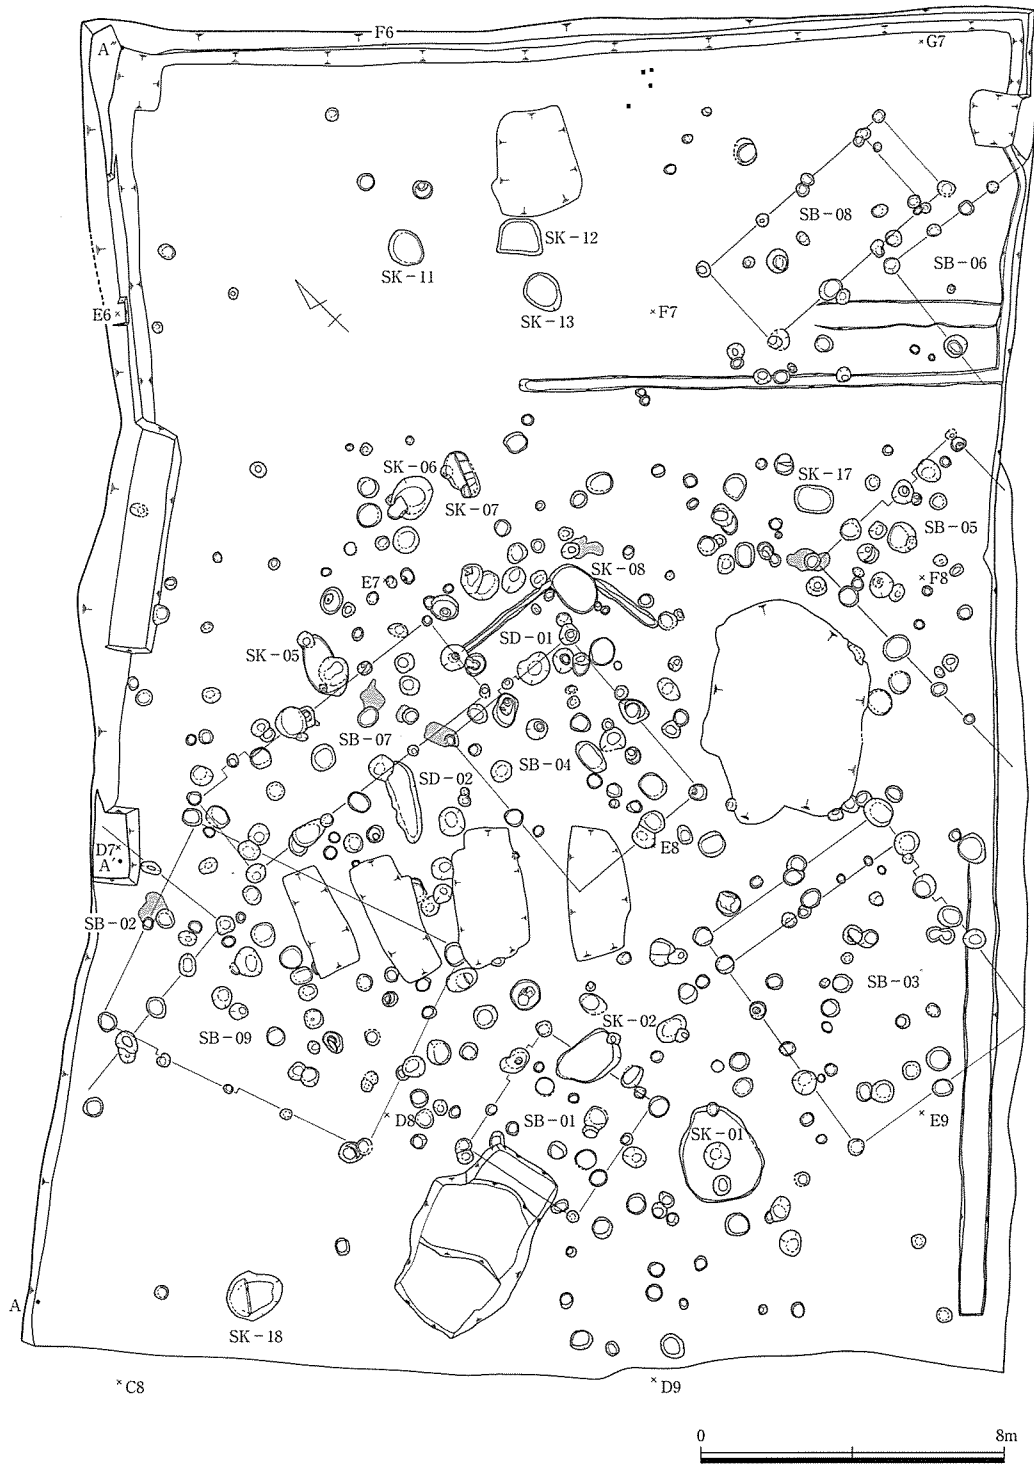 F6
A″
G7
SB-08
SK-12
SK-11
SB-06
E6
SK-13
F7
SK-06
SK-17
SK-07
SB-05
SK-08
E7
F8
SD-01
SK-05
SB-07
SB-04
SD-02
D7
E8
A′
SB-02
SB-03
SK-02
SB-09
D8
SB-01
E9
SK-01
A
SK-18
C8
D9
0 8m